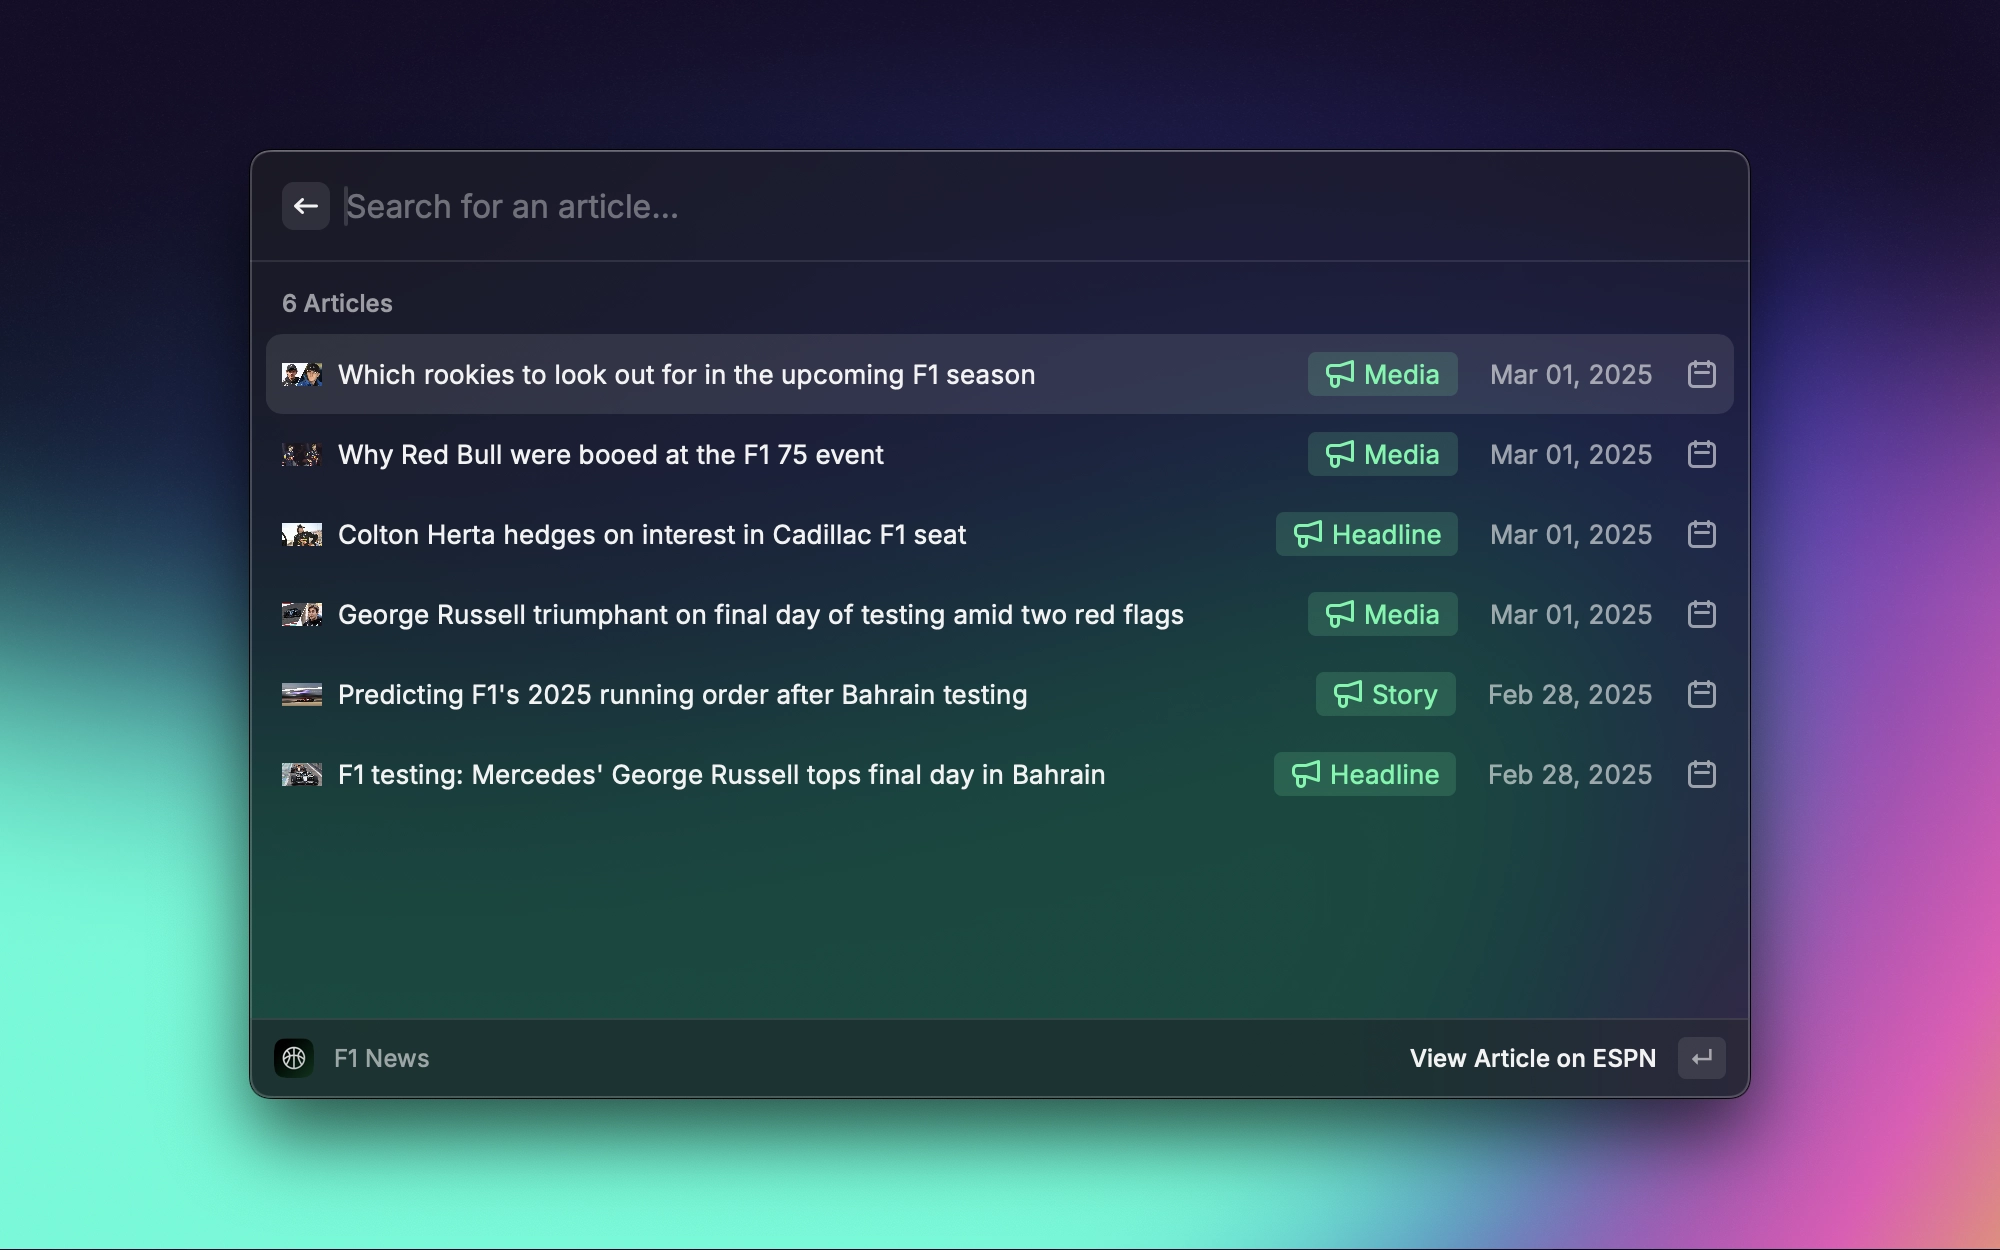 Search for an article...
6 Articles
Which rookies to look out for in the upcoming F1 season Media Mar 01, 2025
Why Red Bull were booed at the F1 75 event Media Mar 01, 2025
Colton Herta hedges on interest in Cadillac F1 seat Headline Mar 01, 2025
George Russell triumphant on final day of testing amid two red flags Media Mar 01, 2025
Predicting F1's 2025 running order after Bahrain testing Story Feb 28, 2025
F1 testing: Mercedes' George Russell tops final day in Bahrain Headline Feb 28, 2025
F1 News View Article on ESPN